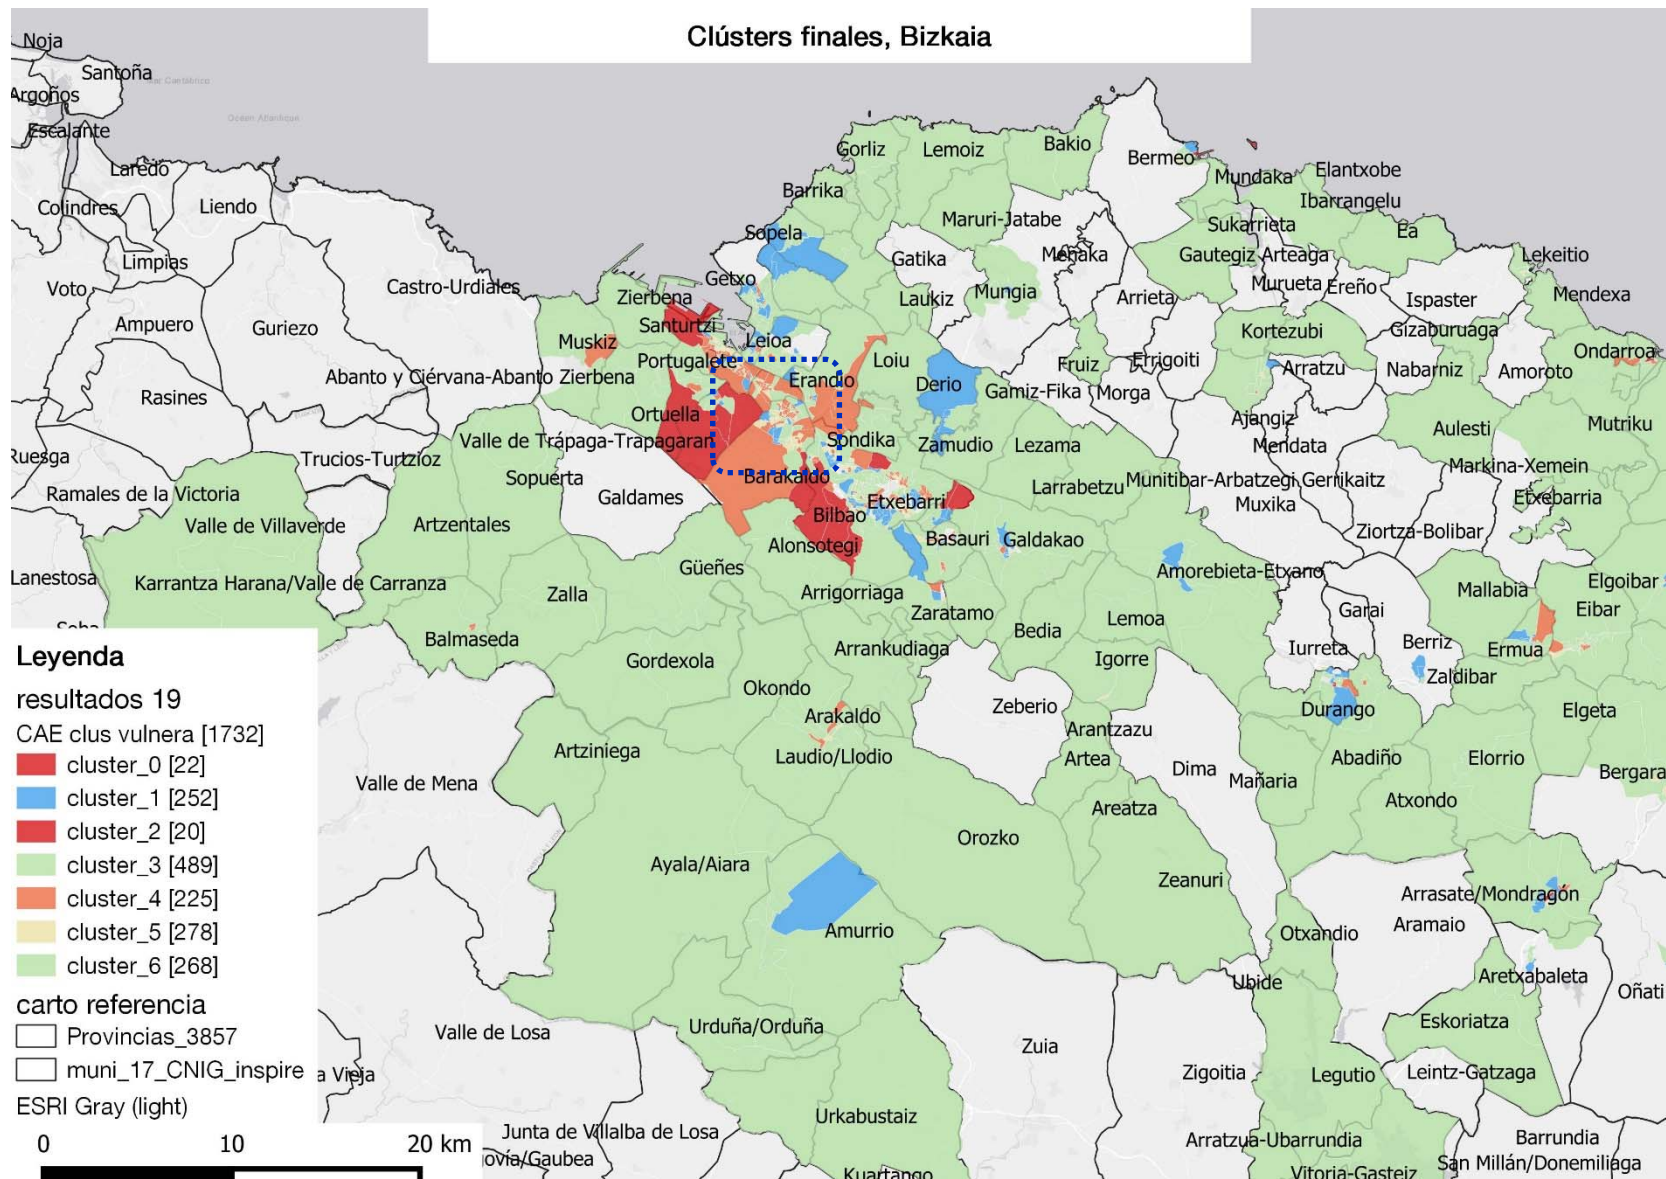 Clústers finales, Bizkaia
Noja
Santoña
Mar Cantábrico
Argoños
Océan Atlantique
Escalante
Laredo
Colindres
Liendo
Limpias
Voto
Castro-Urdiales
Ampuero
Guriezo
Rasines
Ruesga
Ramales de la Victoria
Trucios-Turtzioz
Valle de Villaverde
Lanestosa
Karrantza Harana/Valle de Carranza
Gorliz
Lemoiz
Bakio
Bermeo
Mundaka
Elantxobe
Ibarrangelu
Barrika
Maruri-Jatabe
Sukarrieta
Ea
Sopela
Gatika
Meñaka
Gautegiz Arteaga
Lekeitio
Getxo
Zierbena
Laukiz
Mungia
Arrieta
Murueta
Ereño
Ispaster
Mendexa
Santurtzi
Muskiz
Leioa
Kortezubi
Gizaburuaga
Portugalete
Loiu
Fruiz
Errigoiti
Arratzu
Nabarniz
Amoroto
Ondarroa
Abanto y Ciérvana-Abanto Zierbena
Erandio
Derio
Gamiz-Fika
Morga
Ortuella
Ajangiz
Mendata
Aulesti
Mutriku
Valle de Trápaga-Trapagaran
Sondika
Zamudio
Lezama
Sopuerta
Galdames
Barakaldo
Larrabetzu
Munitibar-Arbatzegi Gerrikaitz
Markina-Xemein
Etxebarria
Muxika
Artzentales
Etxebarri
Bilbao
Ziortza-Bolibar
Alonsotegi
Basauri
Galdakao
Güeñes
Amorebieta-Etxano
Zalla
Arrigorriaga
Zaratamo
Mallabia
Elgoibar
Eibar
Garai
Lemoa
Bedia
Balmaseda
Arrankudiaga
Iurreta
Berriz
Ermua
Gordexola
Igorre
Zaldibar
Okondo
Zeberio
Durango
Elgeta
Arakaldo
Arantzazu
Artziniega
Laudio/Llodio
Artea
Abadiño
Elorrio
Dima
Mañaria
Bergara
Valle de Mena
Areatza
Atxondo
Orozko
Ayala/Aiara
Zeanuri
Arrasate/Mondragón
Amurrio
Otxandio
Aramaio
Aretxabaleta
Ubide
Oñati
Urduña/Orduña
Eskoriatza
Valle de Losa
Zuia
Zigoitia
Legutio
Leintz-Gatzaga
Urkabustaiz
Junta de Villalba de Losa
Arratzua-Ubarrundia
Barrundia
San Millán/Donemiliaga
Kuartango
Vitoria-Gasteiz
Leyenda
resultados 19
CAE clus vulnera [1732]
cluster_0 [22]
cluster_1 [252]
cluster_2 [20]
cluster_3 [489]
cluster_4 [225]
cluster_5 [278]
cluster_6 [268]
carto referencia
Provincias_3857
muni_17_CNIG_inspire
ESRI Gray (light)
0 10 20 km